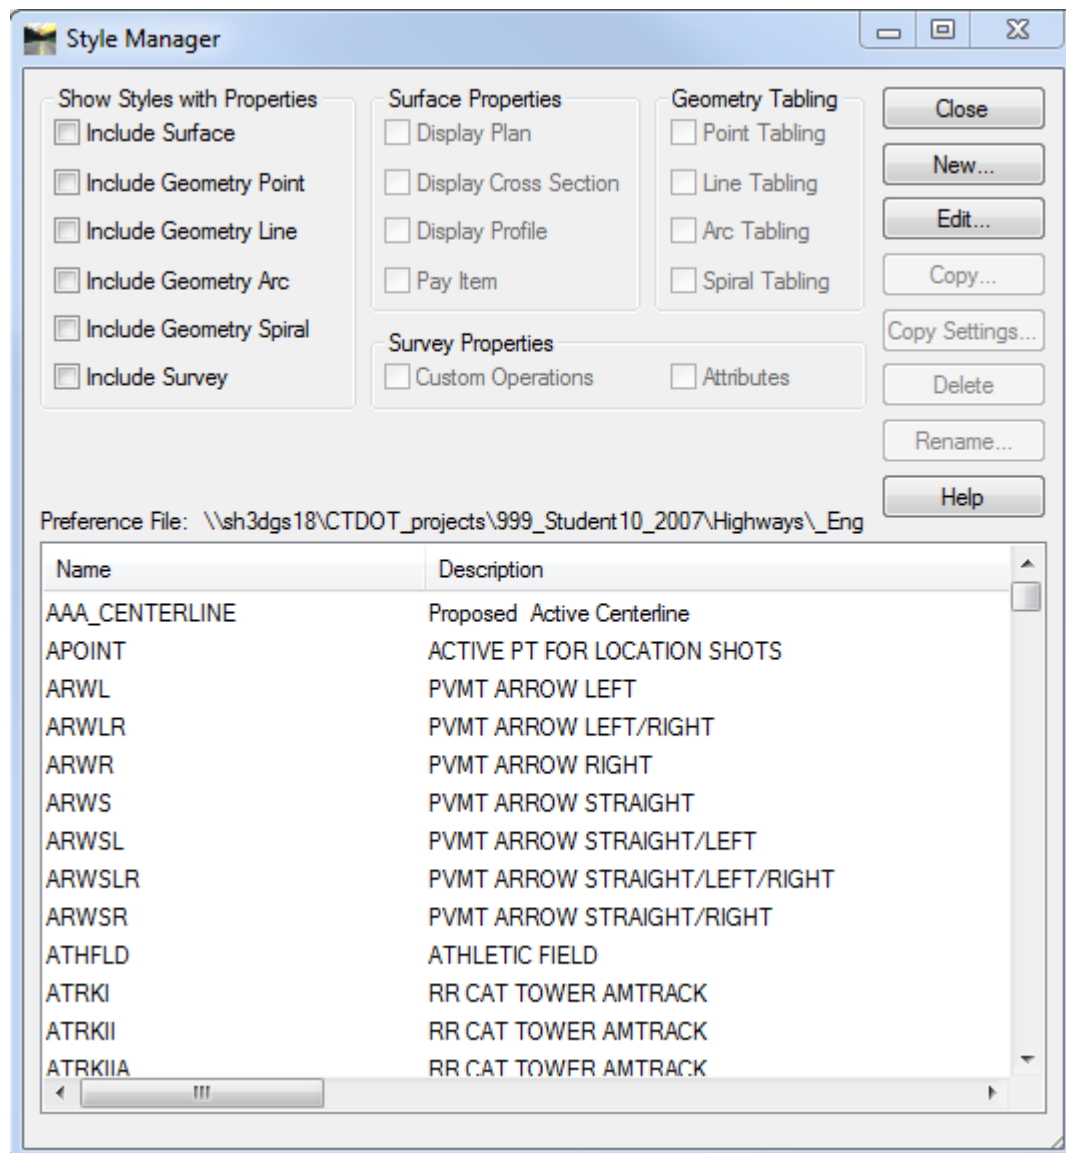 Style Manager
Show Styles with Properties
Include Surface
Include Geometry Point
Include Geometry Line
Include Geometry Arc
Include Geometry Spiral
Include Survey
Surface Properties
Display Plan
Display Cross Section
Display Profile
Pay Item
Geometry Tabling
Point Tabling
Line Tabling
Arc Tabling
Spiral Tabling
Survey Properties
Custom Operations Attributes
Close
New...
Edit...
Copy...
Copy Settings...
Delete
Rename...
Help
Preference File: \\sh3dgs18\CTDOT_projects\999_Student10_2007\Highways\_Eng
Name Description
AAA_CENTERLINE Proposed Active Centerline
APOINT ACTIVE PT FOR LOCATION SHOTS
ARWL PVMT ARROW LEFT
ARWLR PVMT ARROW LEFT/RIGHT
ARWR PVMT ARROW RIGHT
ARWS PVMT ARROW STRAIGHT
ARWSL PVMT ARROW STRAIGHT/LEFT
ARWSLR PVMT ARROW STRAIGHT/LEFT/RIGHT
ARWSR PVMT ARROW STRAIGHT/RIGHT
ATHFLD ATHLETIC FIELD
ATRKI RR CAT TOWER AMTRACK
ATRKII RR CAT TOWER AMTRACK
ATRKIIA RR CAT TOWER AMTRACK